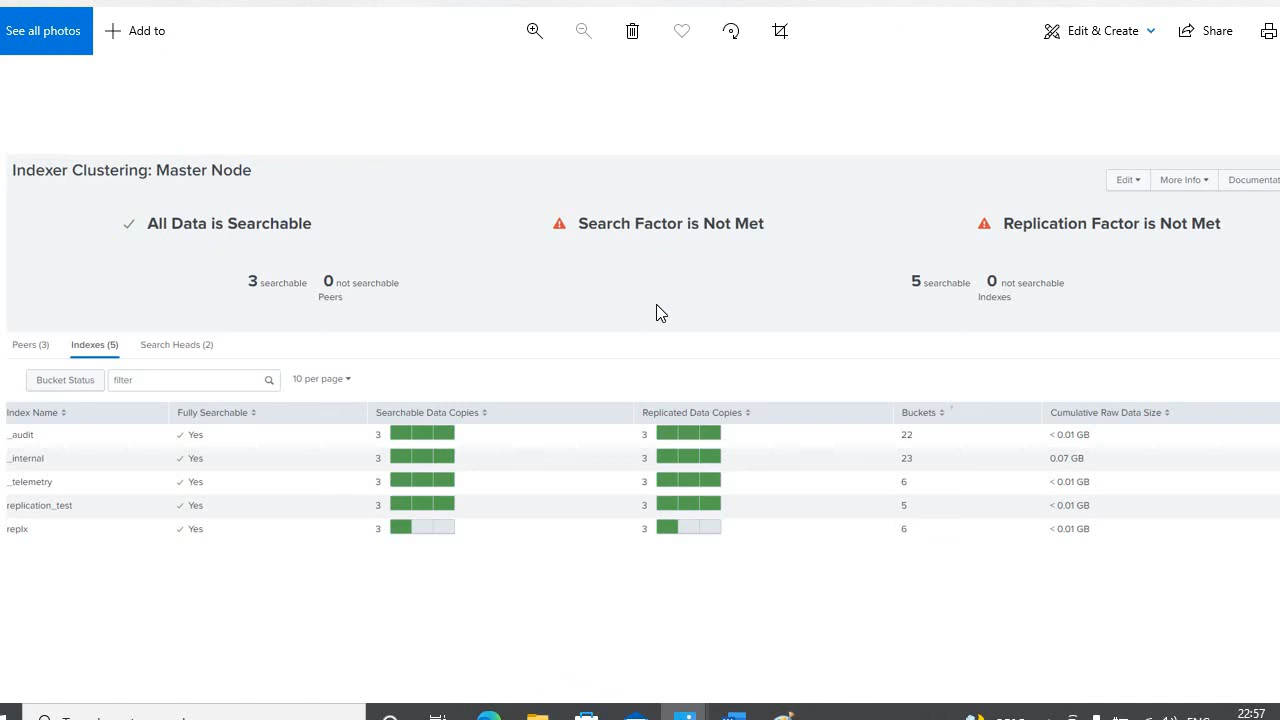 See all photos
Add to
Edit & Create
Share
Indexer Clustering: Master Node
Edit
More Info
All Data is Searchable
Search Factor is Not Met
Replication Factor is Not Met
3 searchable 0 not searchable
Peers
5 searchable 0 not searchable
Indexes
Peers (3) Indexes (5) Search Heads (2)
Bucket Status filter 10 per page
Index Name Fully Searchable Searchable Data Copies Replicated Data Copies Buckets Cumulative Raw Data Size
_audit Yes 3 3 22 < 0.01 GB
_internal Yes 3 3 23 0.07 GB
_telemetry Yes 3 3 6 < 0.01 GB
replication_test Yes 3 3 5 < 0.01 GB
replx Yes 3 3 6 < 0.01 GB
22:57